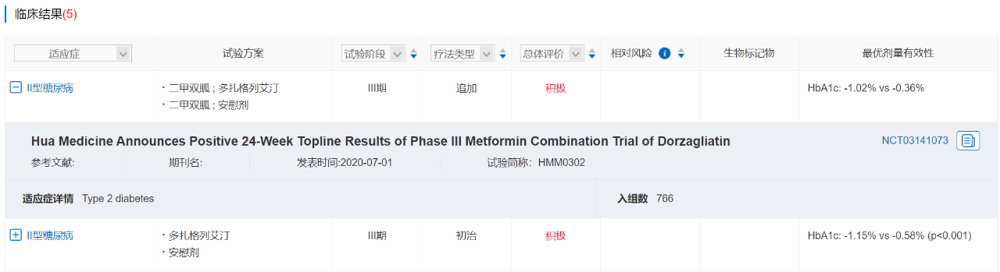 临床结果(5)
适应症 试验方案 试验阶段 疗法类型 总体评价 相对风险 i 生物标记物 最优剂量有效性
II型糖尿病 · 二甲双胍 ; 多扎格列艾汀 III期 追加 积极 HbA1c: -1.02% vs -0.36%
· 二甲双胍 ; 安慰剂
Hua Medicine Announces Positive 24-Week Topline Results of Phase III Metformin Combination Trial of Dorzagliatin NCT03141073
参考文献: 期刊名: 发表时间:2020-07-01 试验简称: HMM0302
适应症详情 Type 2 diabetes 入组数 766
II型糖尿病 · 多扎格列艾汀 III期 初治 积极 HbA1c: -1.15% vs -0.58% (p<0.001)
· 安慰剂